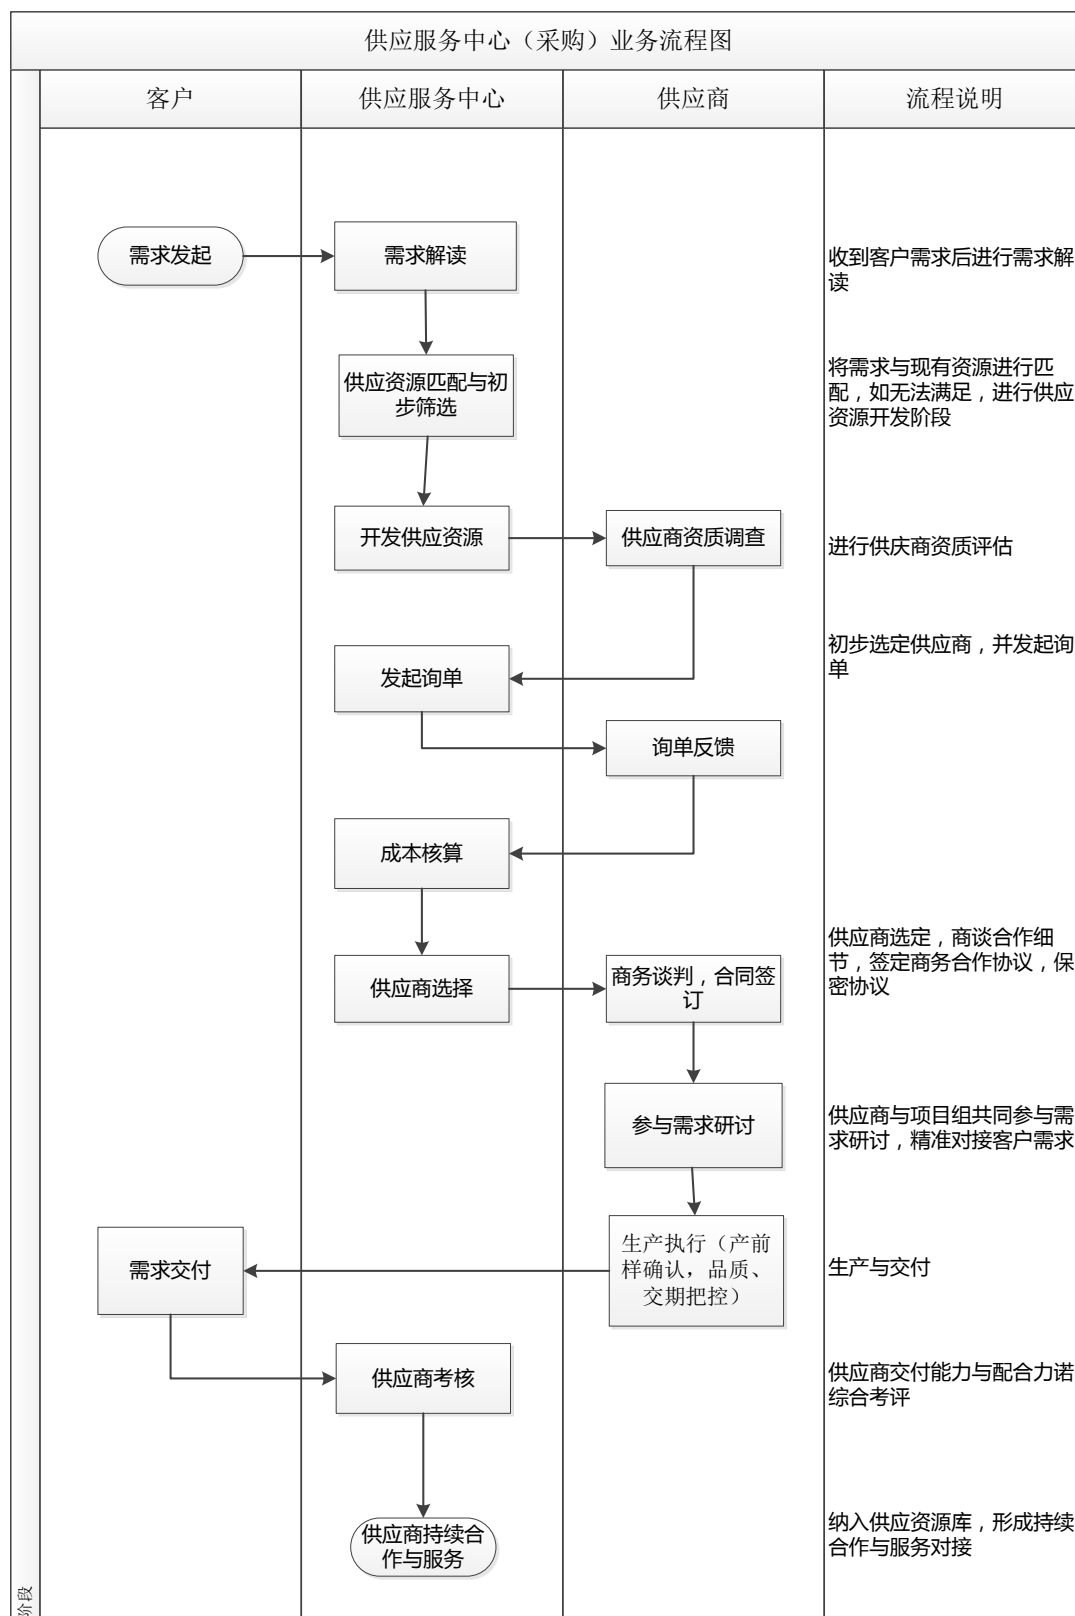 供应服务中心（采购）业务流程图
客户
供应服务中心
供应商
流程说明
需求发起
需求解读
收到客户需求后进行需求解
读
供应资源匹配与初
步筛选
将需求与现有资源进行匹
配，如无法满足，进行供应
资源开发阶段
开发供应资源
供应商资质调查
进行供庆商资质评估
发起询单
初步选定供应商，并发起询
单
询单反馈
成本核算
供应商选择
商务谈判，合同签
订
供应商选定，商谈合作细
节，签定商务合作协议，保
密协议
参与需求研讨
供应商与项目组共同参与需
求研讨，精准对接客户需求
需求交付
生产执行（产前
样确认，品质、
交期把控）
生产与交付
供应商考核
供应商交付能力与配合力诺
综合考评
供应商持续合
作与服务
纳入供应资源库，形成持续
合作与服务对接
阶段